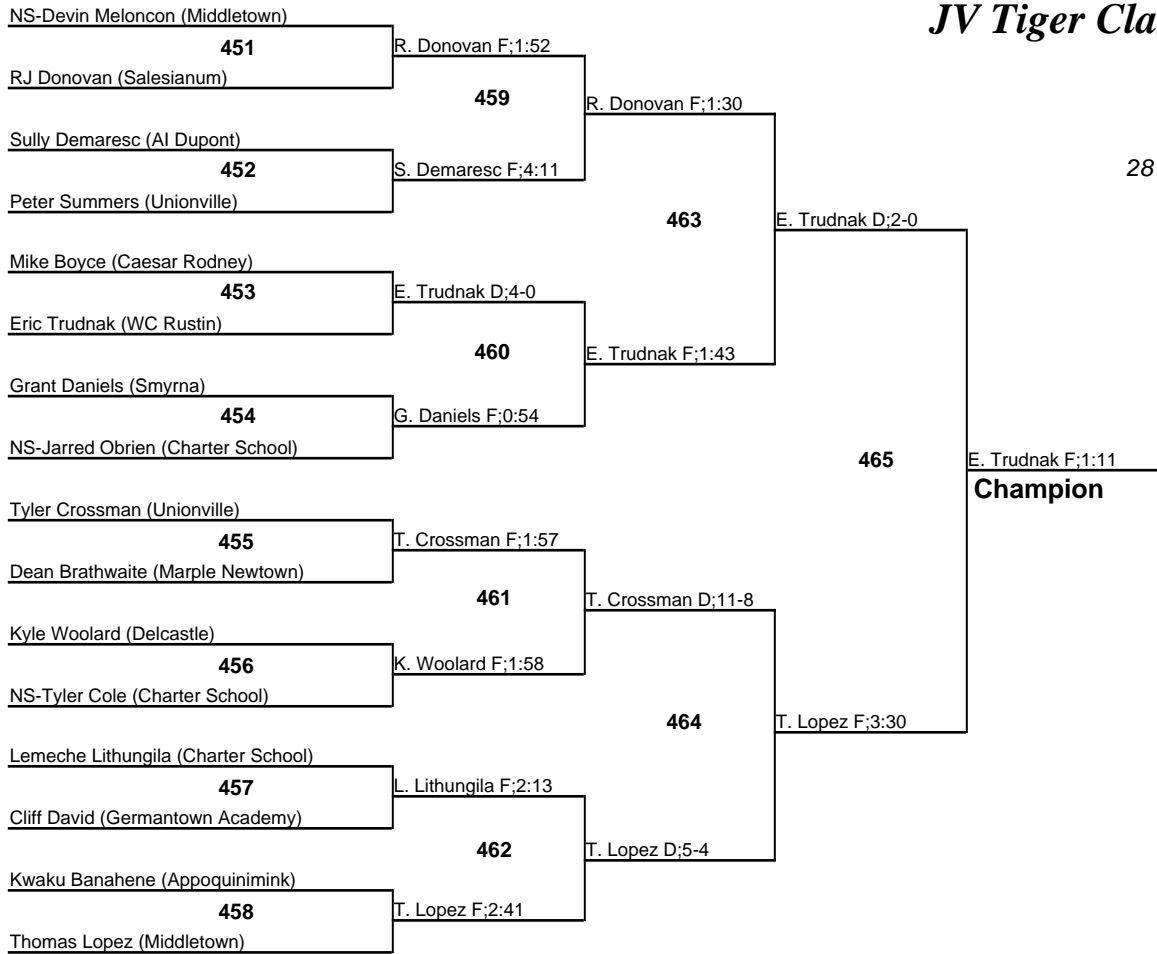 JV Tiger Cla
28
NS-Devin Meloncon (Middletown)
451
RJ Donovan (Salesianum)
R. Donovan F;1:52
459
Sully Demaresc (AI Dupont)
452
Peter Summers (Unionville)
S. Demaresc F;4:11
R. Donovan F;1:30
463
Mike Boyce (Caesar Rodney)
453
Eric Trudnak (WC Rustin)
E. Trudnak D;4-0
460
Grant Daniels (Smyrna)
454
NS-Jarred Obrien (Charter School)
G. Daniels F;0:54
E. Trudnak F;1:43
E. Trudnak D;2-0
465
Tyler Crossman (Unionville)
455
Dean Brathwaite (Marple Newtown)
T. Crossman F;1:57
461
Kyle Woolard (Delcastle)
456
NS-Tyler Cole (Charter School)
K. Woolard F;1:58
T. Crossman D;11-8
464
Lemeche Lithungila (Charter School)
457
Cliff David (Germantown Academy)
L. Lithungila F;2:13
462
Kwaku Banahene (Appoquinimink)
458
Thomas Lopez (Middletown)
T. Lopez F;2:41
T. Lopez D;5-4
T. Lopez F;3:30
E. Trudnak F;1:11
Champion